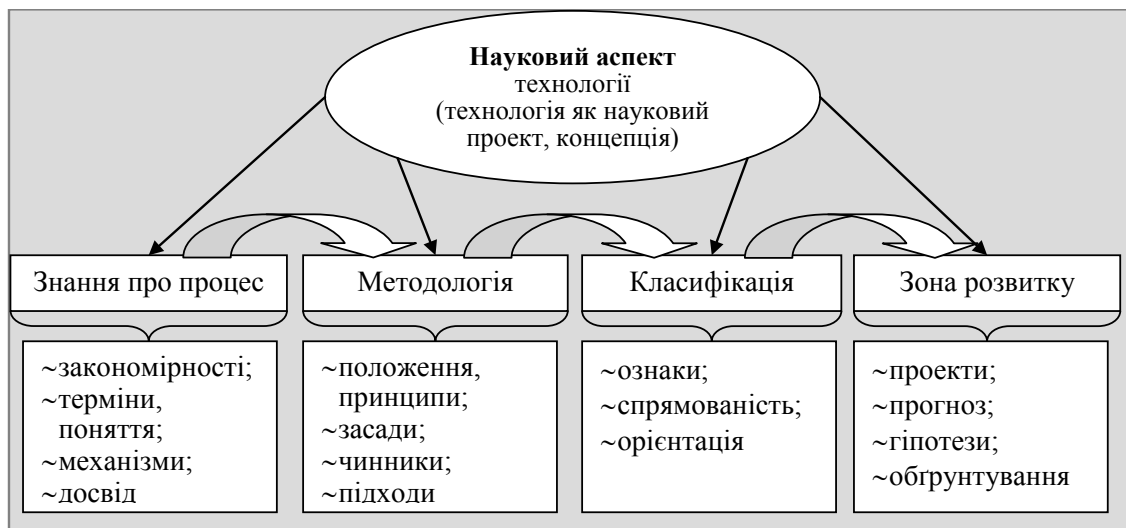 Науковий аспект
технології
(технологія як науковий
проект, концепція)
Знання про процес
Методологія
Класифікація
Зона розвитку
~закономірності;
~терміни,
поняття;
~механізми;
~досвід
~положення,
принципи;
~засади;
~чинники;
~підходи
~ознаки;
~спрямованість;
~орієнтація
~проекти;
~прогноз;
~гіпотези;
~обґрунтування